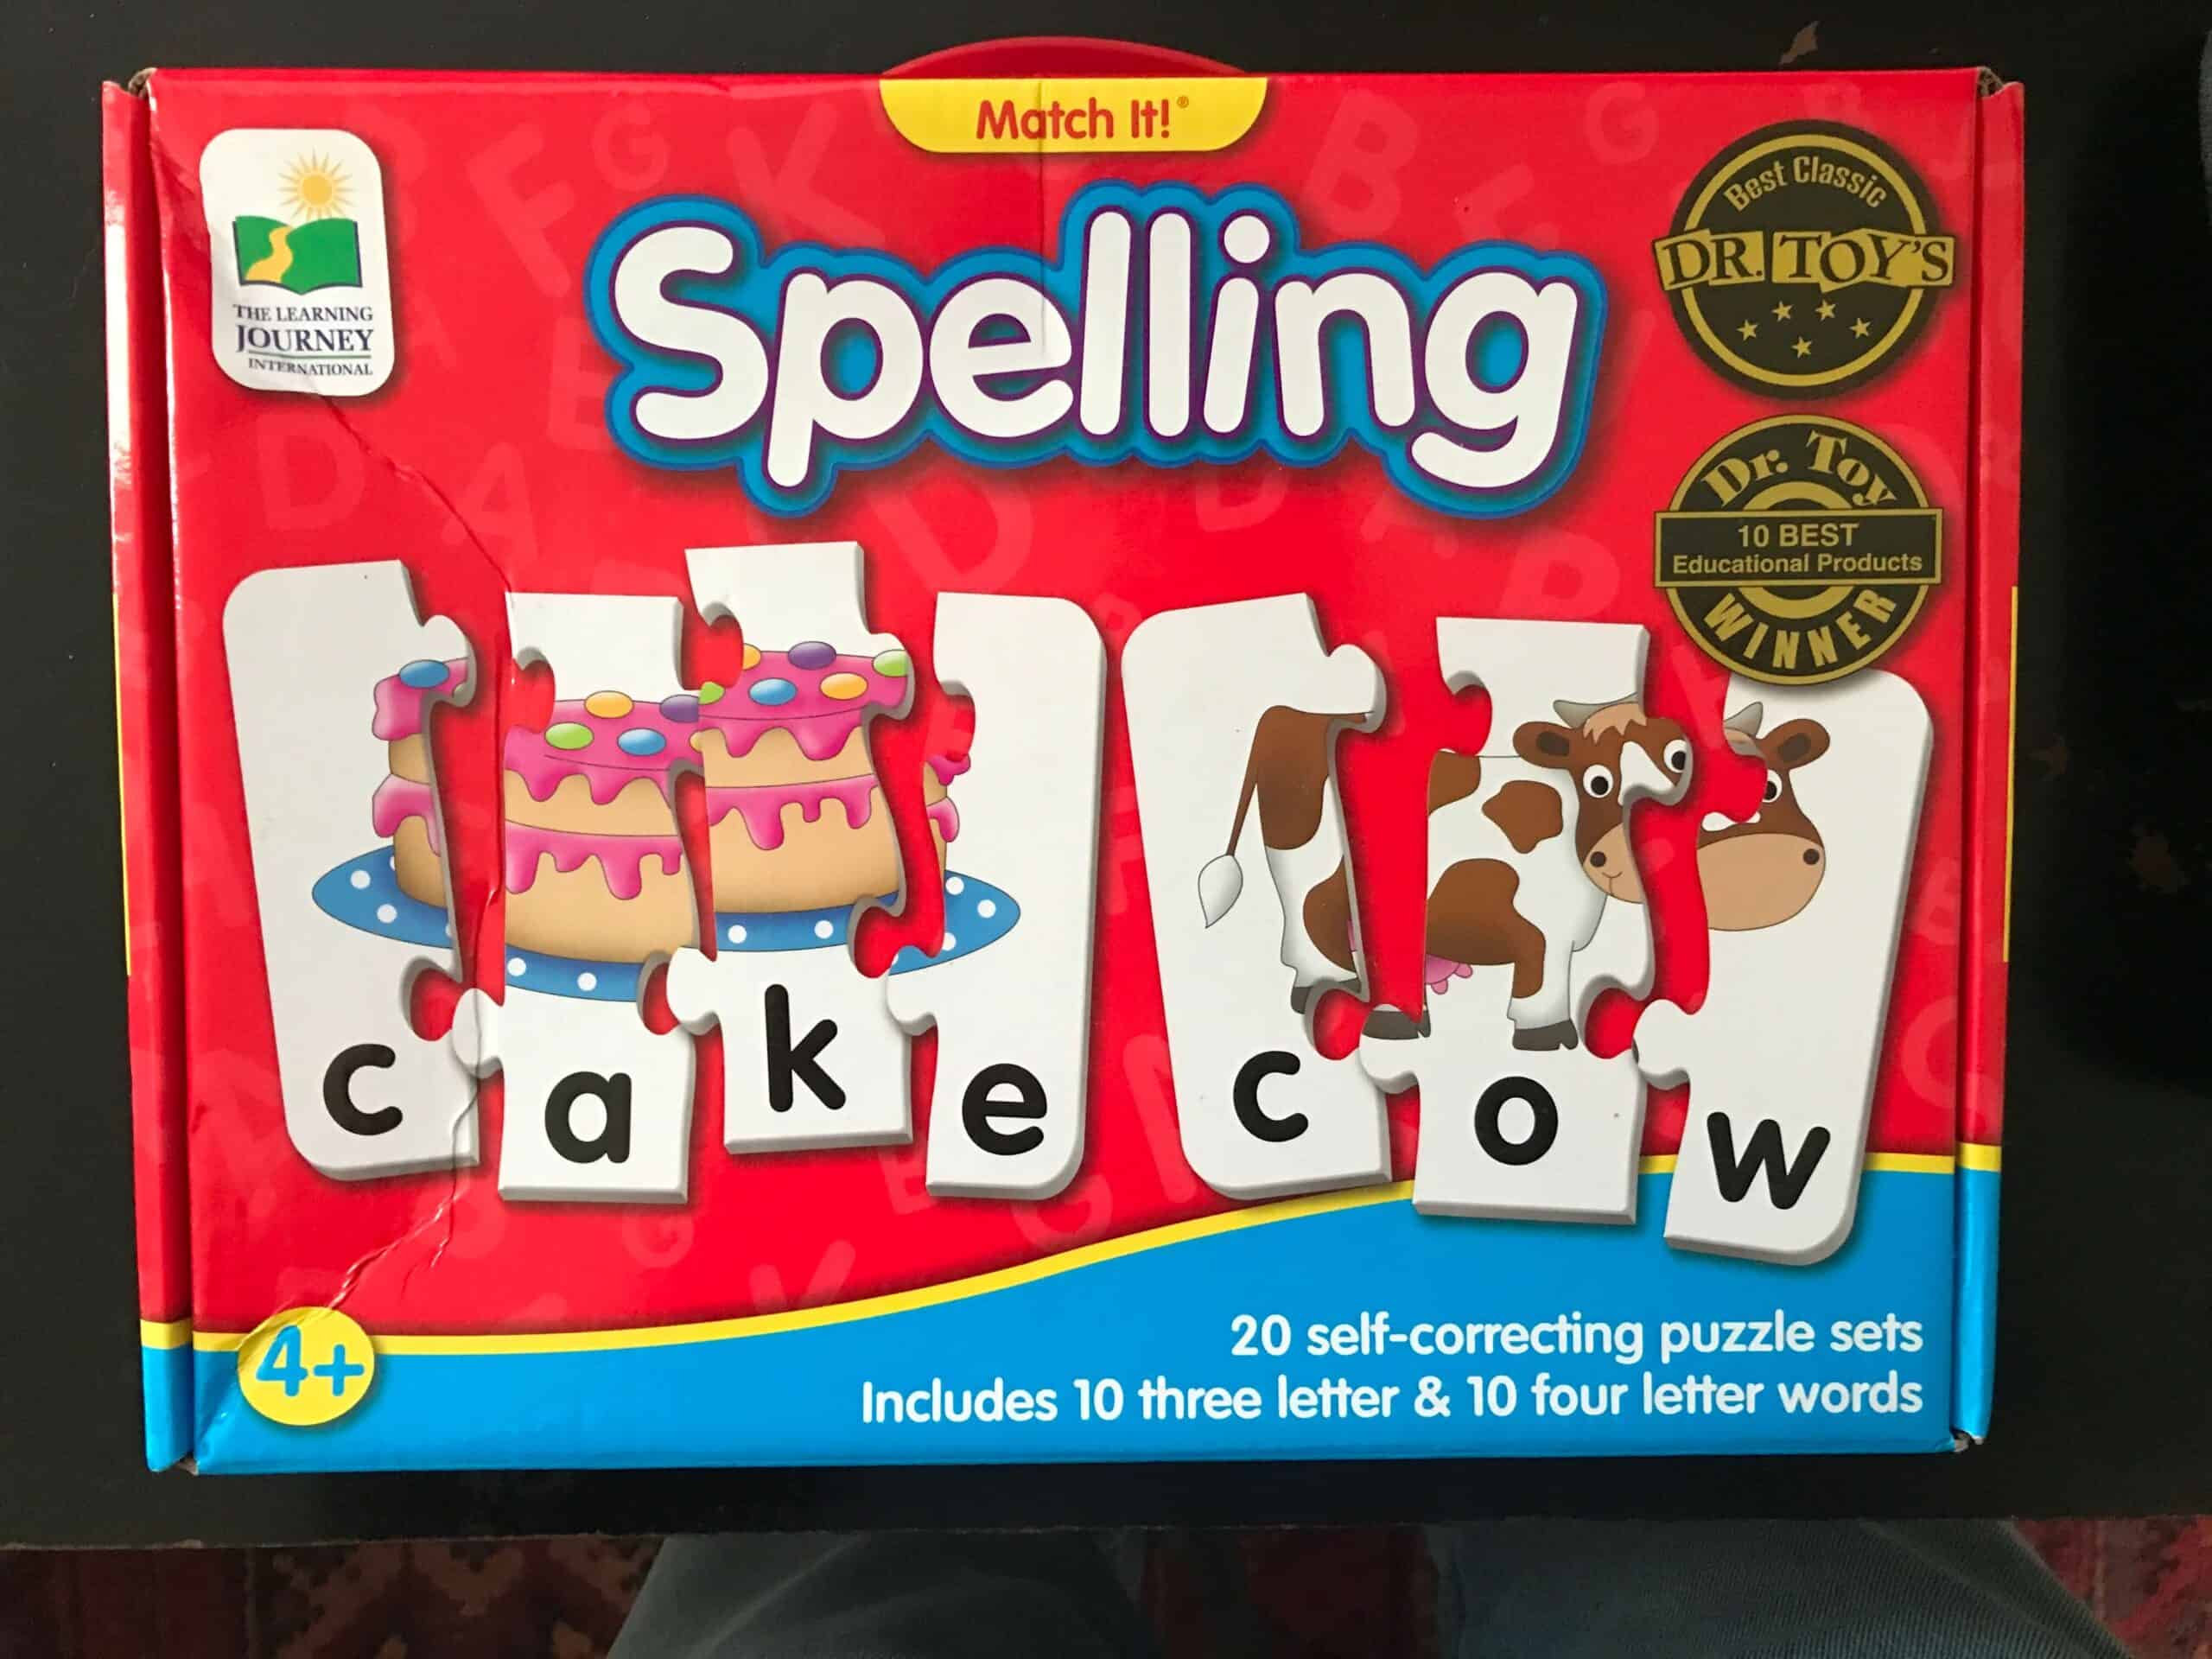 Match It!®
THE LEARNING
JOURNEY
INTERNATIONAL
Spelling
Best Classic
DR. TOY'S
Dr. Toy
10 BEST
Educational Products
WINNER
c a k e
c o w
4+
20 self-correcting puzzle sets
Includes 10 three letter & 10 four letter words